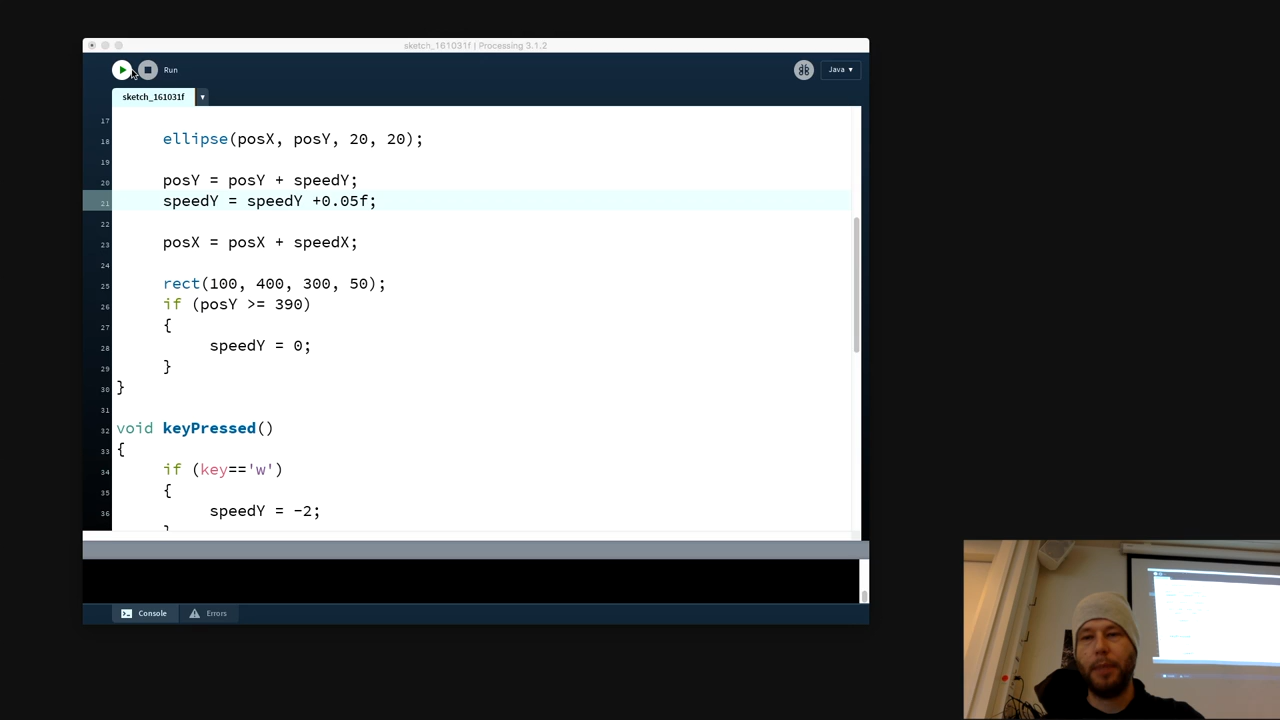 sketch_161031f | Processing 3.1.2
Run
Java ▾
sketch_161031f ▾
17
18 ellipse(posX, posY, 20, 20);
19
20 posY = posY + speedY;
21 speedY = speedY +0.05f;
22
23 posX = posX + speedX;
24
25 rect(100, 400, 300, 50);
26 if (posY >= 390)
27 {
28 speedY = 0;
29 }
30 }
31
32 void keyPressed()
33 {
34 if (key=='w')
35 {
36 speedY = -2;
}
Console
Errors